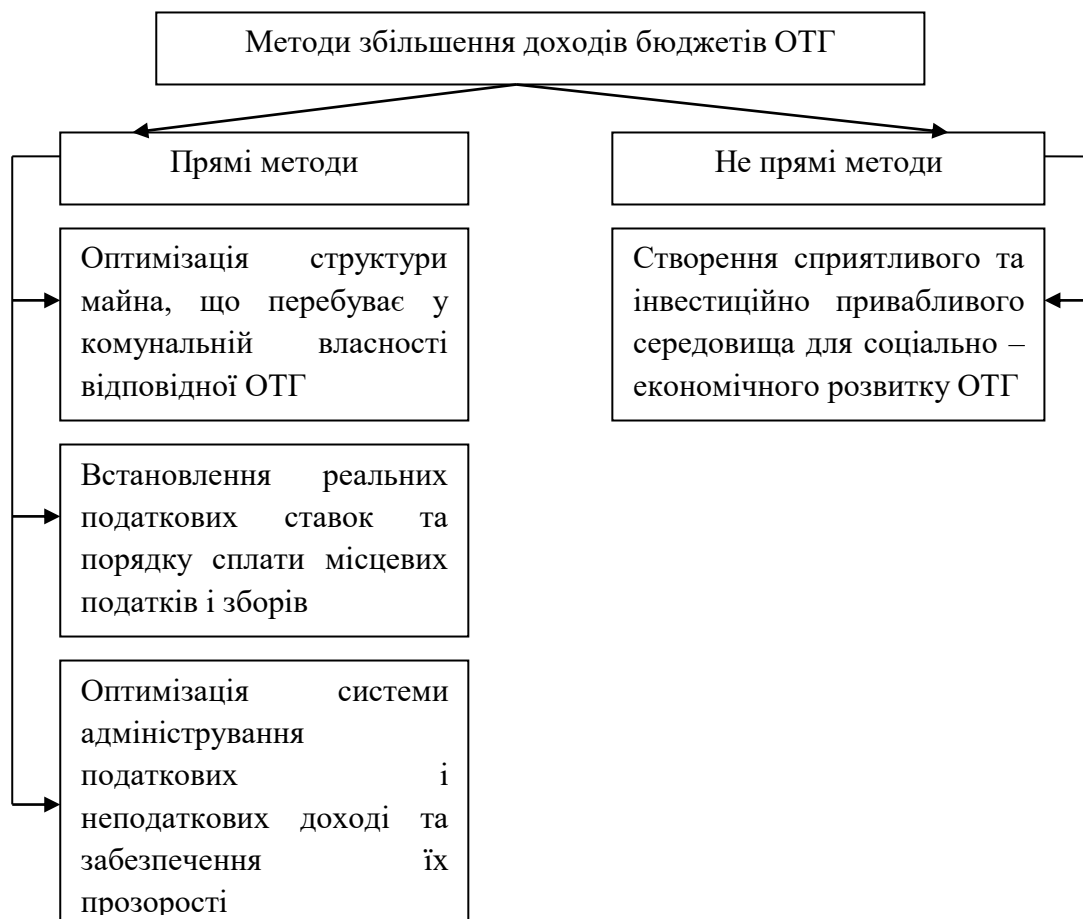 Методи збільшення доходів бюджетів ОТГ
Прямі методи
Не прямі методи
Оптимізація структури
майна, що перебуває у
комунальній власності
відповідної ОТГ
Створення сприятливого та
інвестиційно привабливого
середовища для соціально –
економічного розвитку ОТГ
Встановлення реальних
податкових ставок та
порядку сплати місцевих
податків і зборів
Оптимізація системи
адміністрування
податкових і
неподаткових доході та
забезпечення їх
прозорості